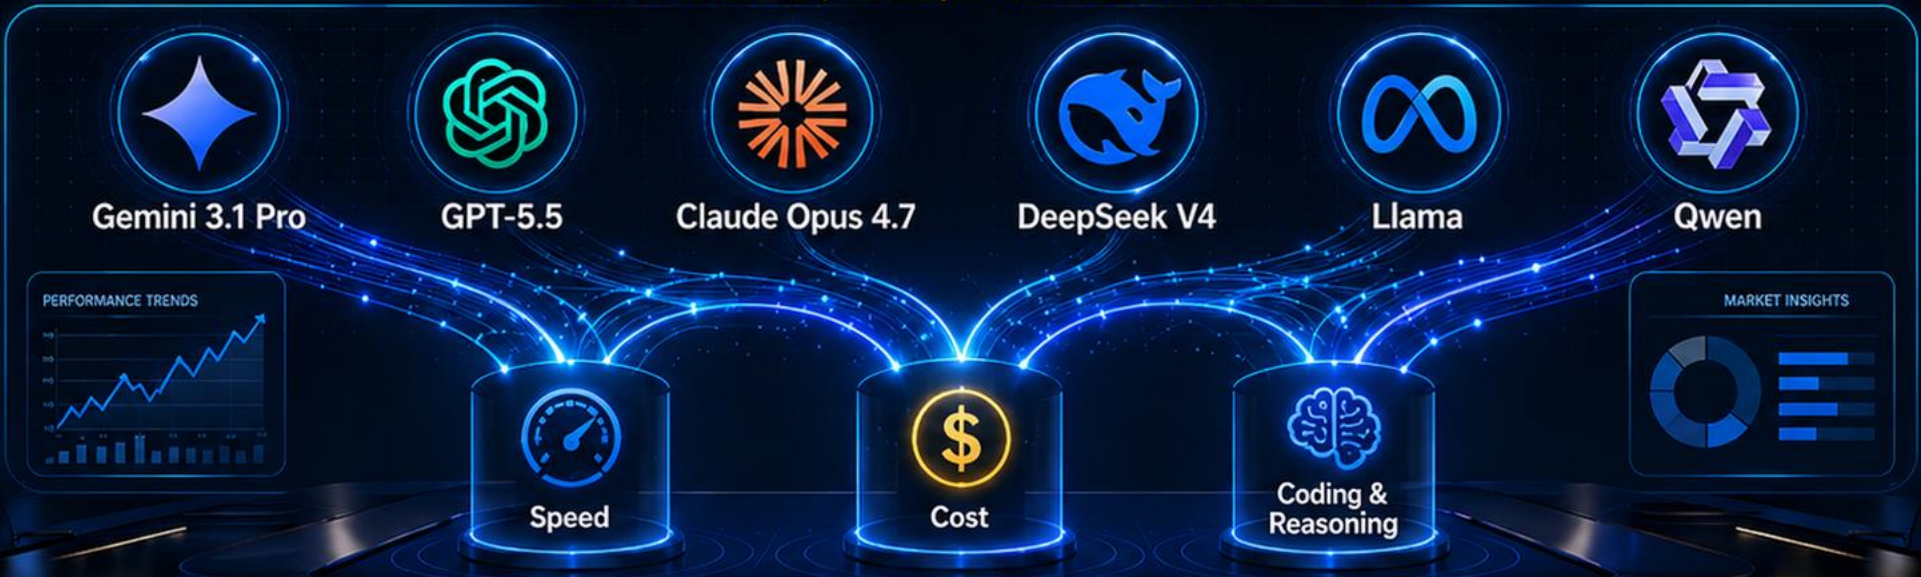 Gemini 3.1 Pro
GPT-5.5
Claude Opus 4.7
DeepSeek V4
Llama
Qwen
PERFORMANCE TRENDS
MARKET INSIGHTS
Speed
Cost
Coding &
Reasoning